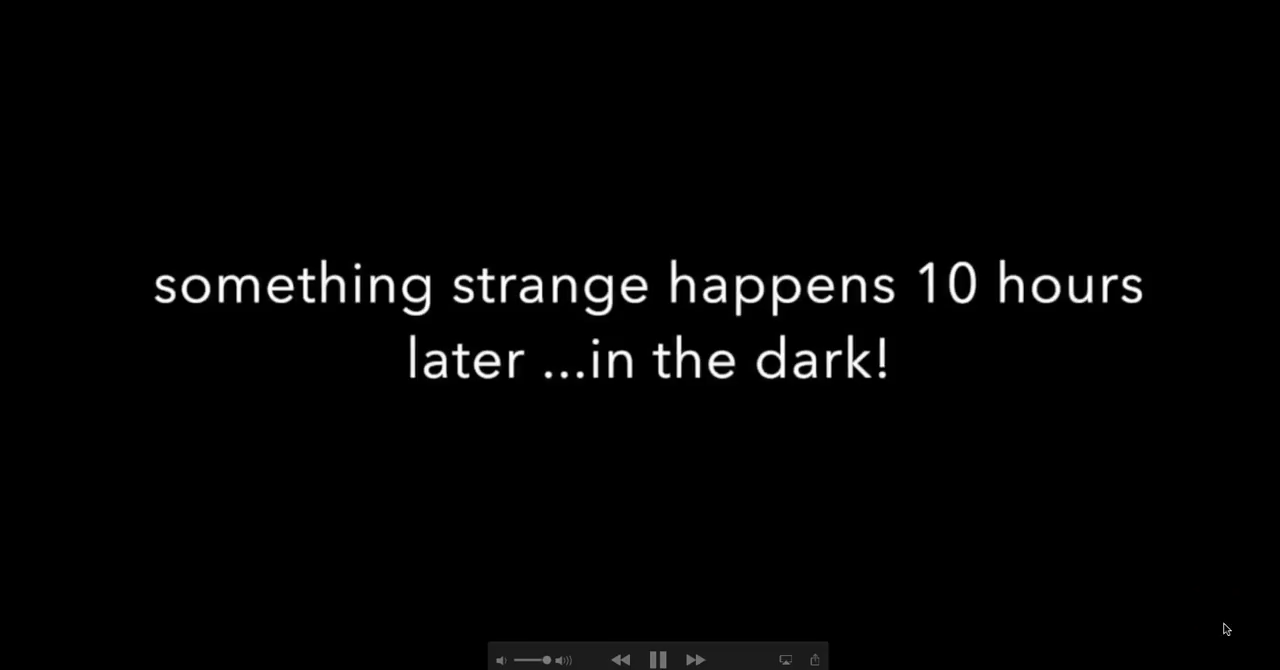 something strange happens 10 hours
later ...in the dark!